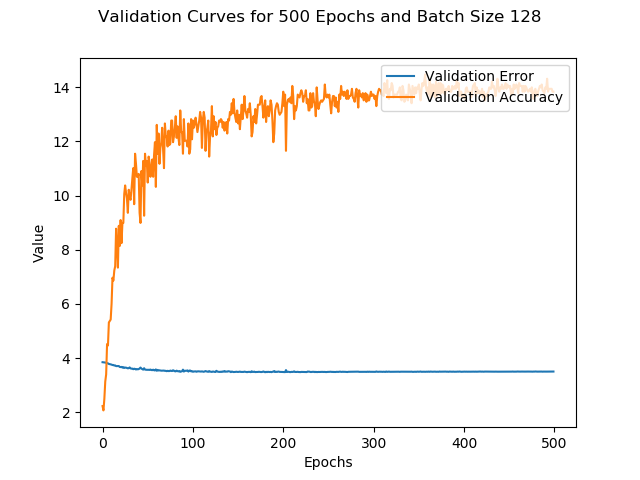 Validation Curves for 500 Epochs and Batch Size 128
Validation Error
Validation Accuracy
14
12
10
8
6
4
2
Value
0
100
200
300
400
500
Epochs